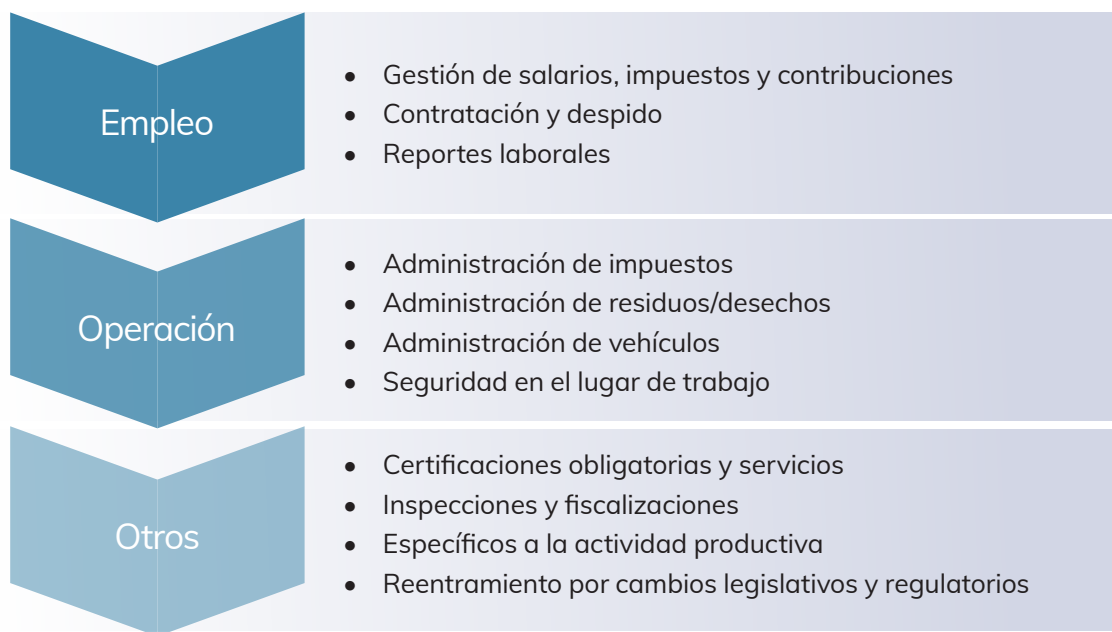 Empleo
• Gestión de salarios, impuestos y contribuciones
• Contratación y despido
• Reportes laborales
Operación
• Administración de impuestos
• Administración de residuos/desechos
• Administración de vehículos
• Seguridad en el lugar de trabajo
Otros
• Certificaciones obligatorias y servicios
• Inspecciones y fiscalizaciones
• Específicos a la actividad productiva
• Reentramiento por cambios legislativos y regulatorios